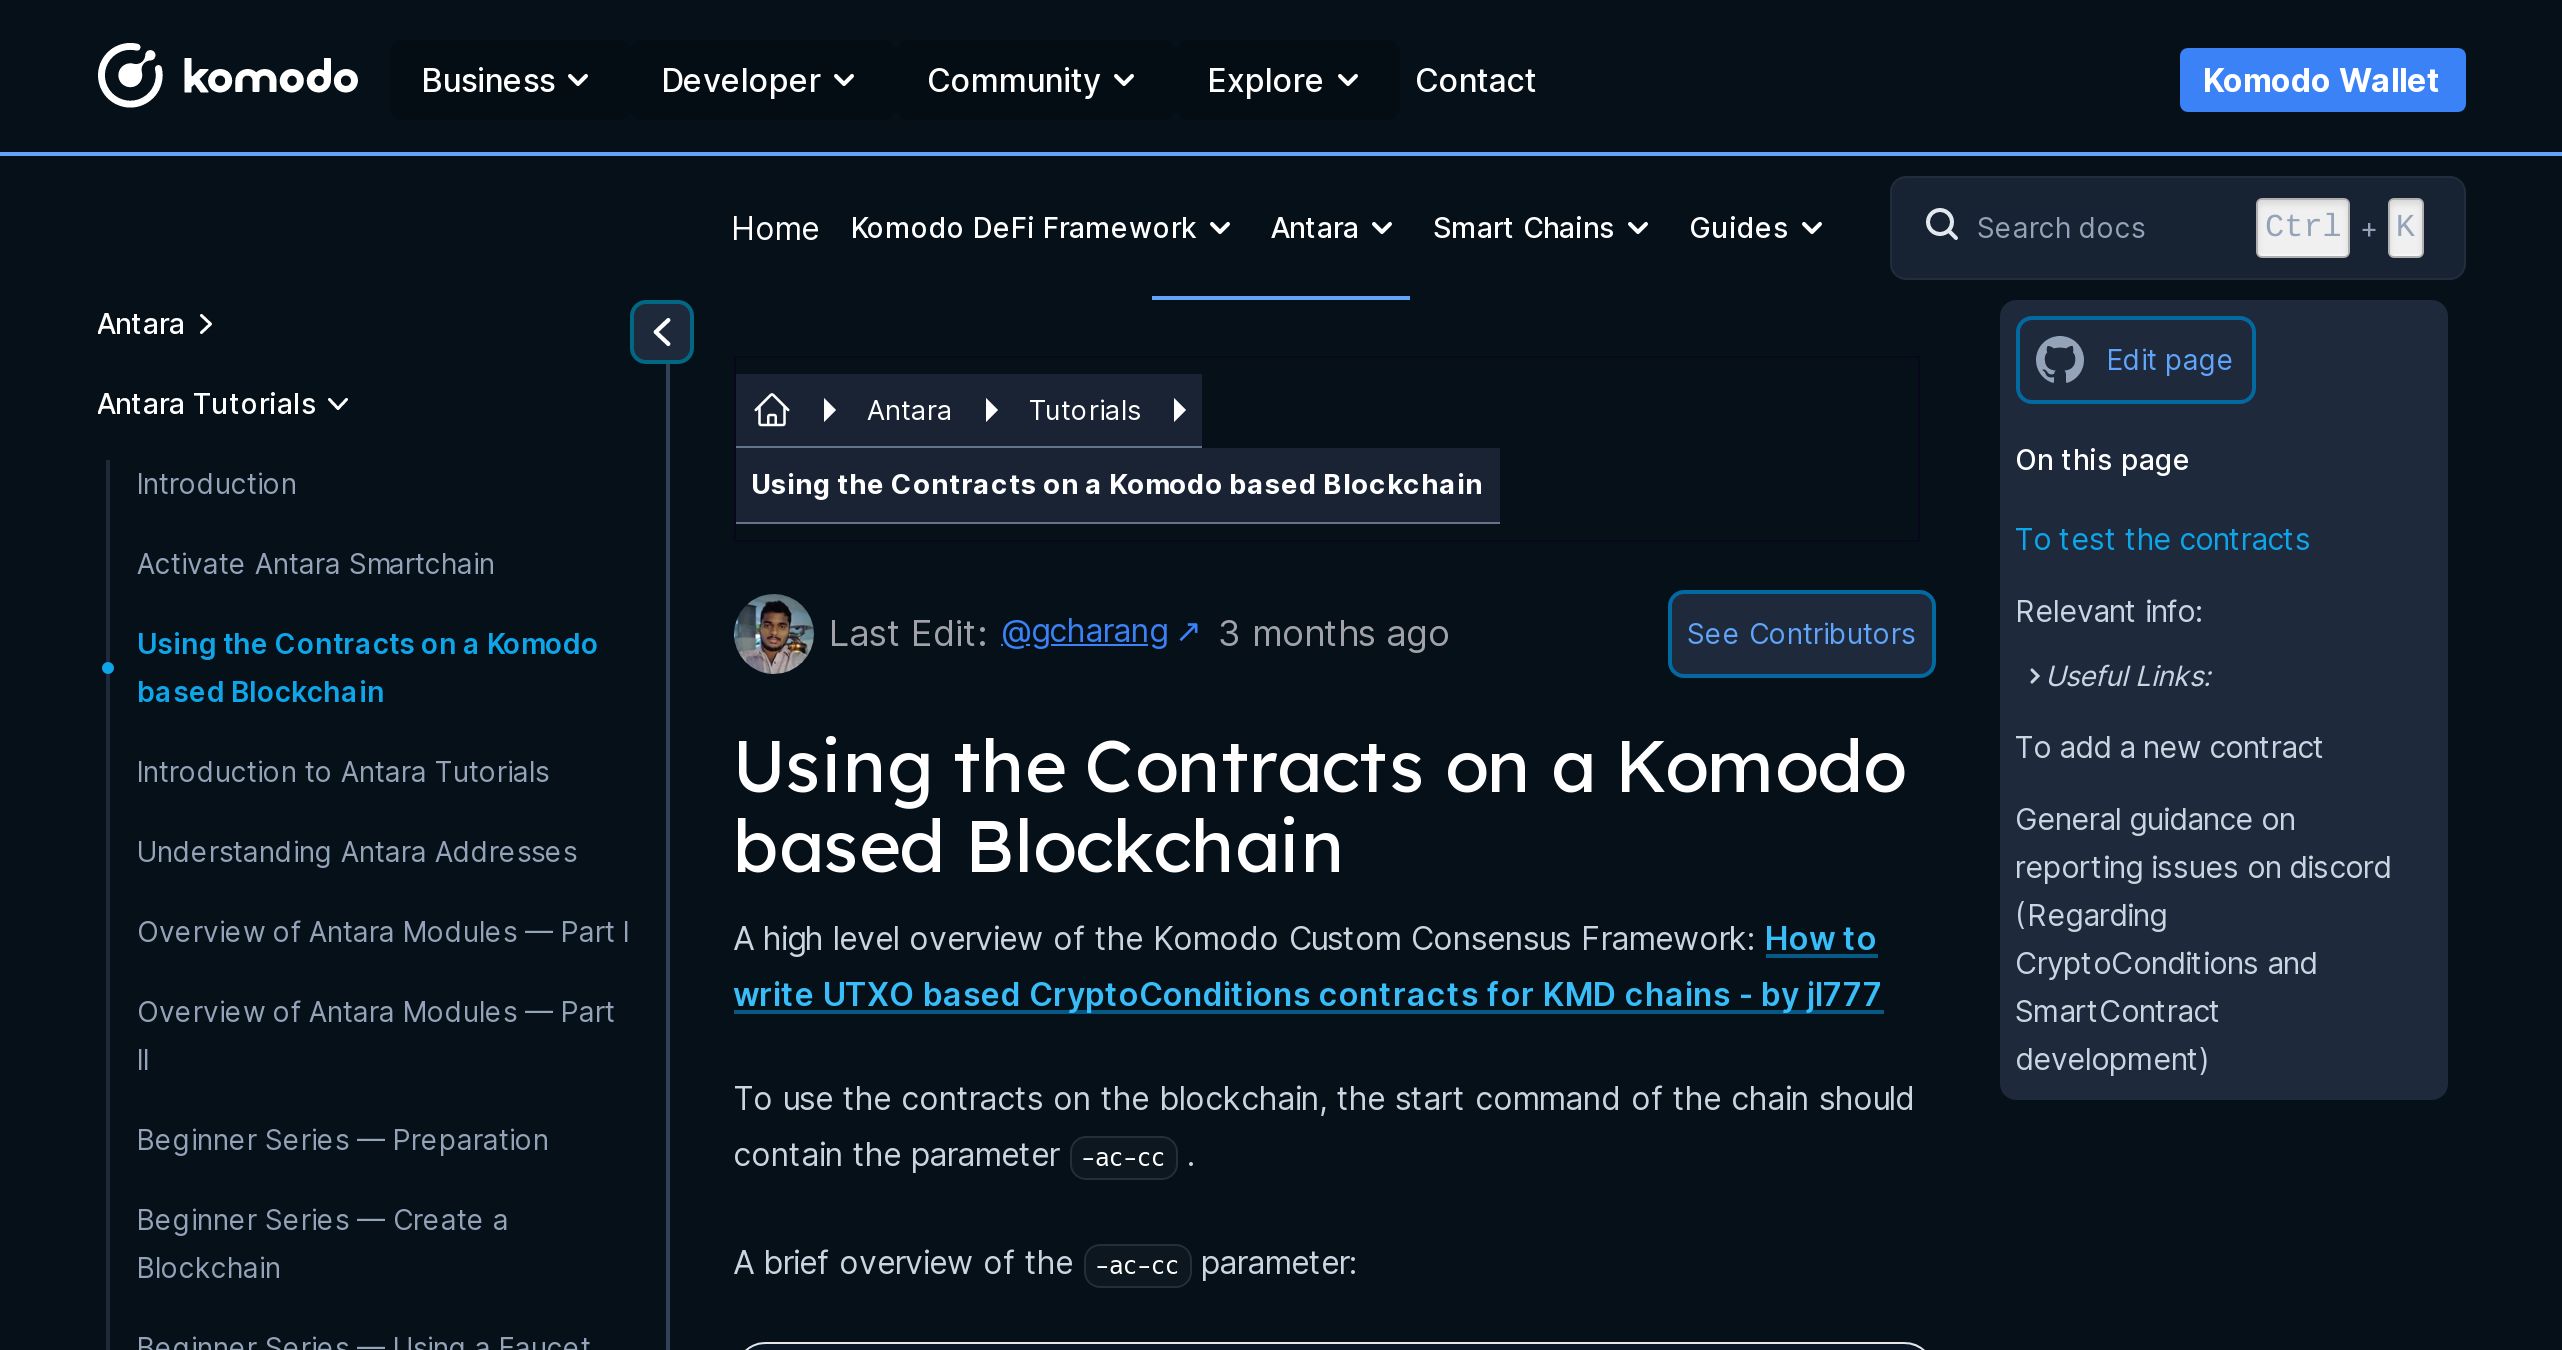 komodo
Business
Developer
Community
Explore
Contact
Komodo Wallet
Home
Komodo DeFi Framework
Antara
Smart Chains
Guides
Search docs
Ctrl + K
Antara
Antara Tutorials
Introduction
Activate Antara Smartchain
Using the Contracts on a Komodo
based Blockchain
Introduction to Antara Tutorials
Understanding Antara Addresses
Overview of Antara Modules — Part I
Overview of Antara Modules — Part
II
Beginner Series — Preparation
Beginner Series — Create a
Blockchain
Beginner Series — Using a Faucet
Antara
Tutorials
Using the Contracts on a Komodo based Blockchain
Last Edit: @gcharang ↗ 3 months ago
See Contributors
Using the Contracts on a Komodo
based Blockchain
A high level overview of the Komodo Custom Consensus Framework: How to
write UTXO based CryptoConditions contracts for KMD chains - by jl777
To use the contracts on the blockchain, the start command of the chain should
contain the parameter -ac-cc .
A brief overview of the -ac-cc parameter:
Edit page
On this page
To test the contracts
Relevant info:
Useful Links:
To add a new contract
General guidance on
reporting issues on discord
(Regarding
CryptoConditions and
SmartContract
development)